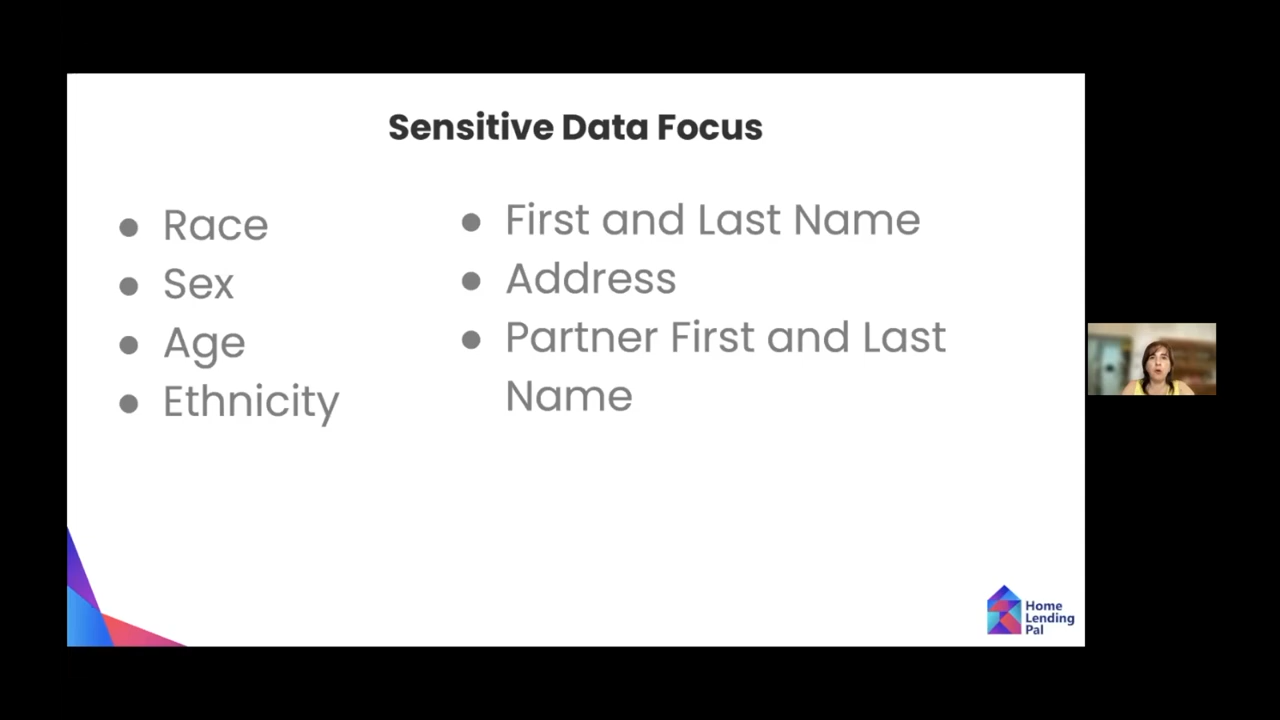 Sensitive Data Focus
Race
Sex
Age
Ethnicity
First and Last Name
Address
Partner First and Last
Name
Home
Lending
Pal